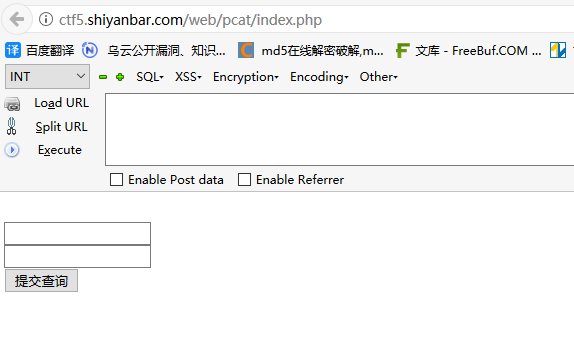 ctf5.shiyanbar.com/web/pcat/index.php
译 百度翻译 乌云公开漏洞、知识... C md5在线解密破解,m... F 文库 - FreeBuf.COM ...
INT SQL XSS Encryption Encoding Other
Load URL
Split URL
Execute
Enable Post data Enable Referrer
提交查询